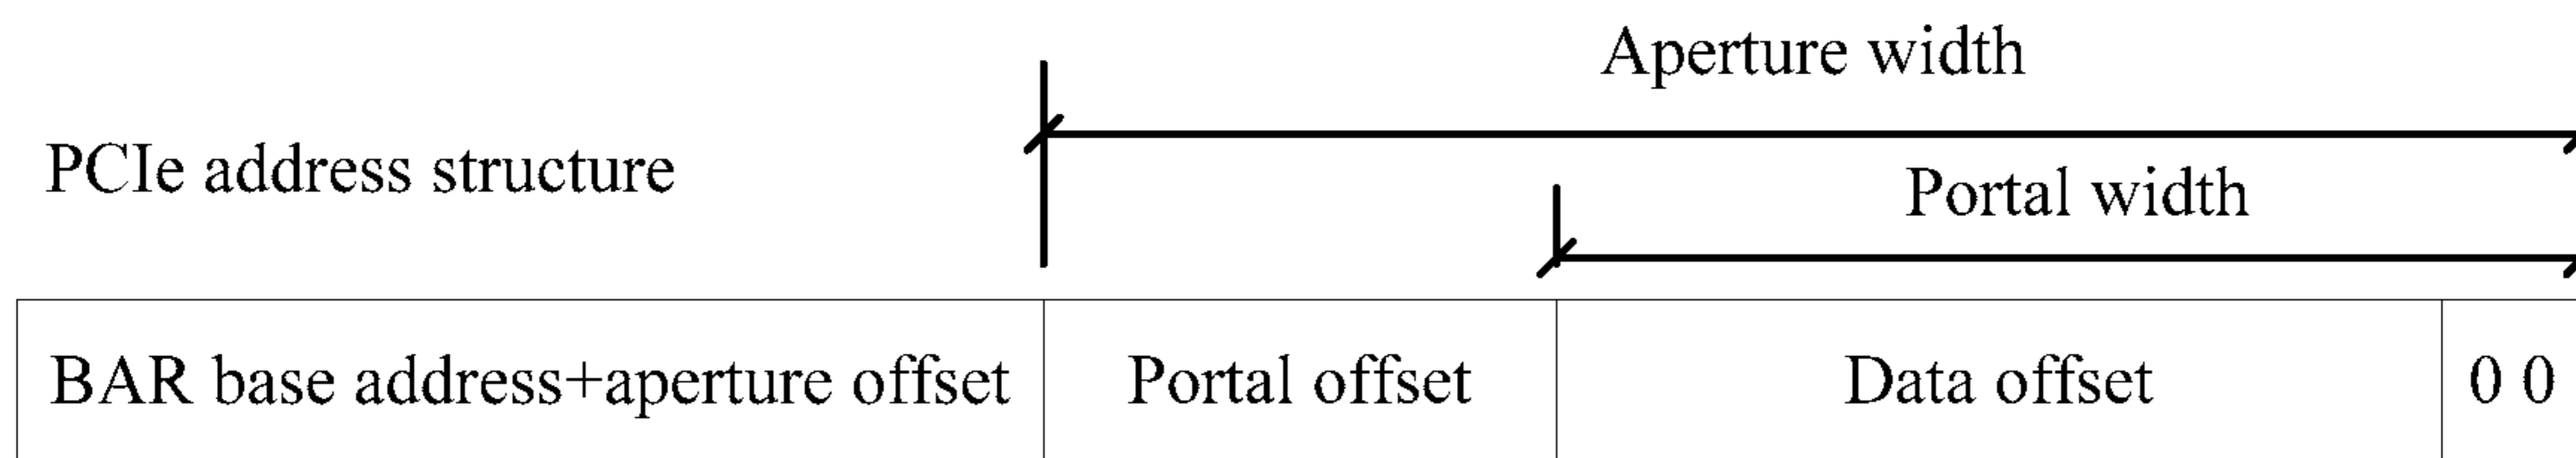 Aperture width
PCIe address structure
Portal width
BAR base address+aperture offset Portal offset Data offset 0 0